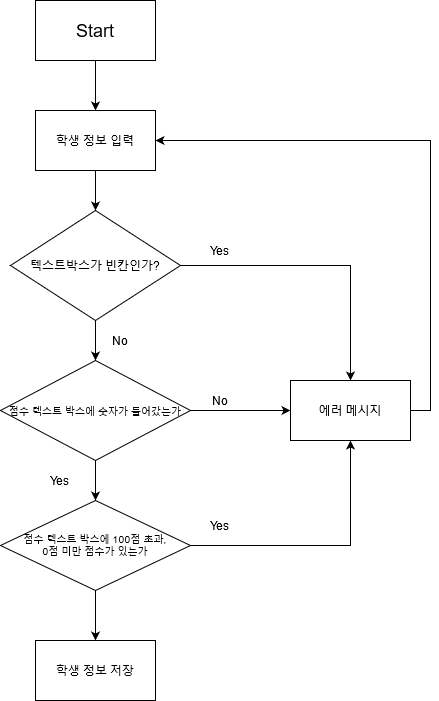 Start
학생 정보 입력
텍스트박스가 빈칸인가?
Yes
No
점수 텍스트 박스에 숫자가 들어갔는가
No
에러 메시지
Yes
점수 텍스트 박스에 100점 초과,
0점 미만 점수가 있는가
Yes
학생 정보 저장